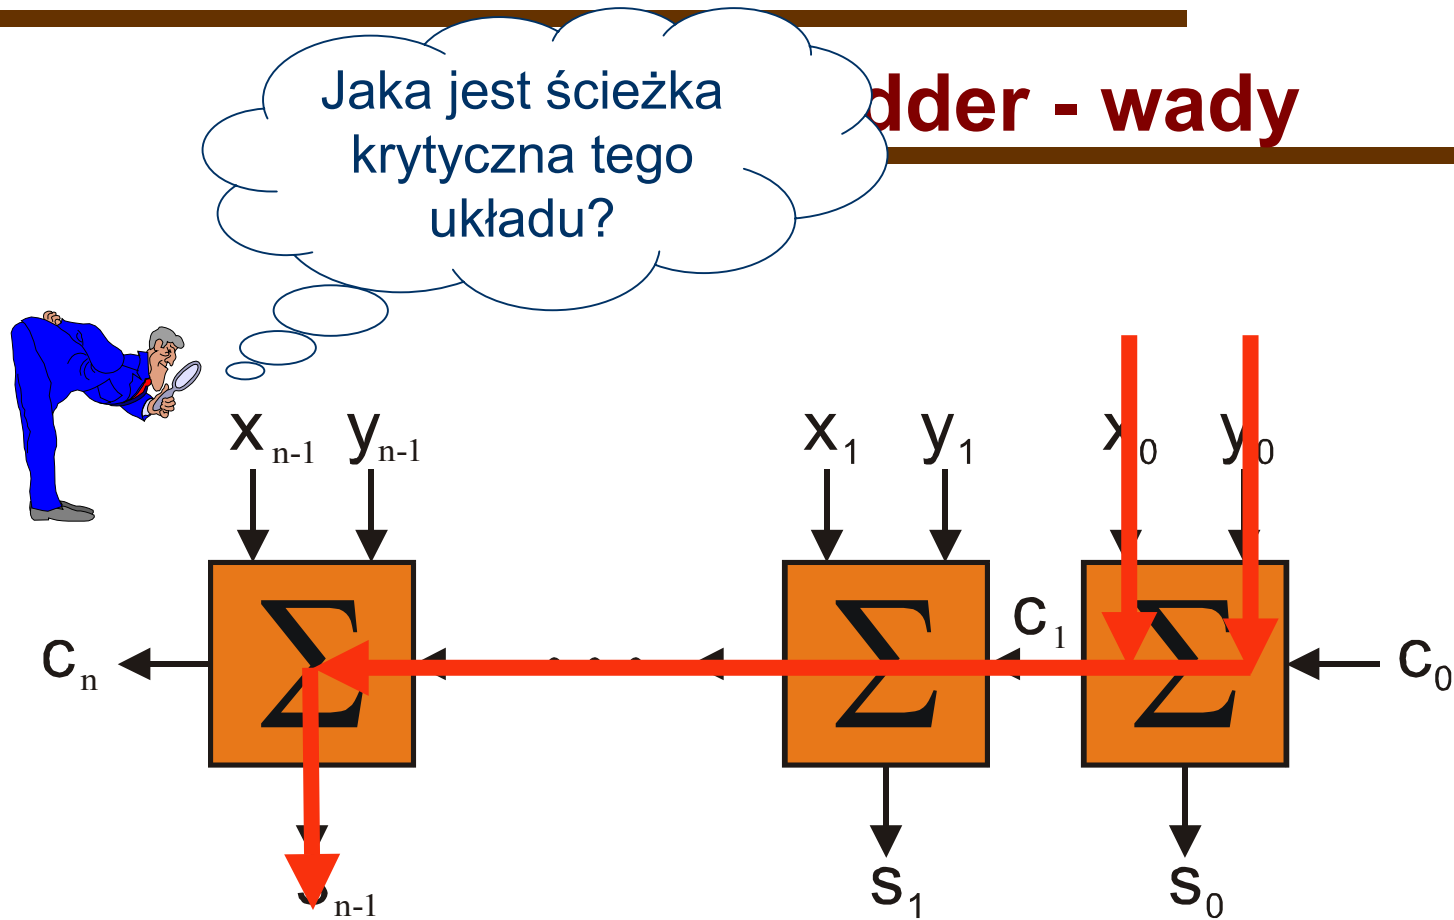 Jaka jest ścieżka
krytyczna tego
układu?
dder - wady
x n-1 y n-1 x 1 y 1 x 0 y 0
Σ Σ Σ
c n . . . c 1 c 0
s n-1 s 1 s 0